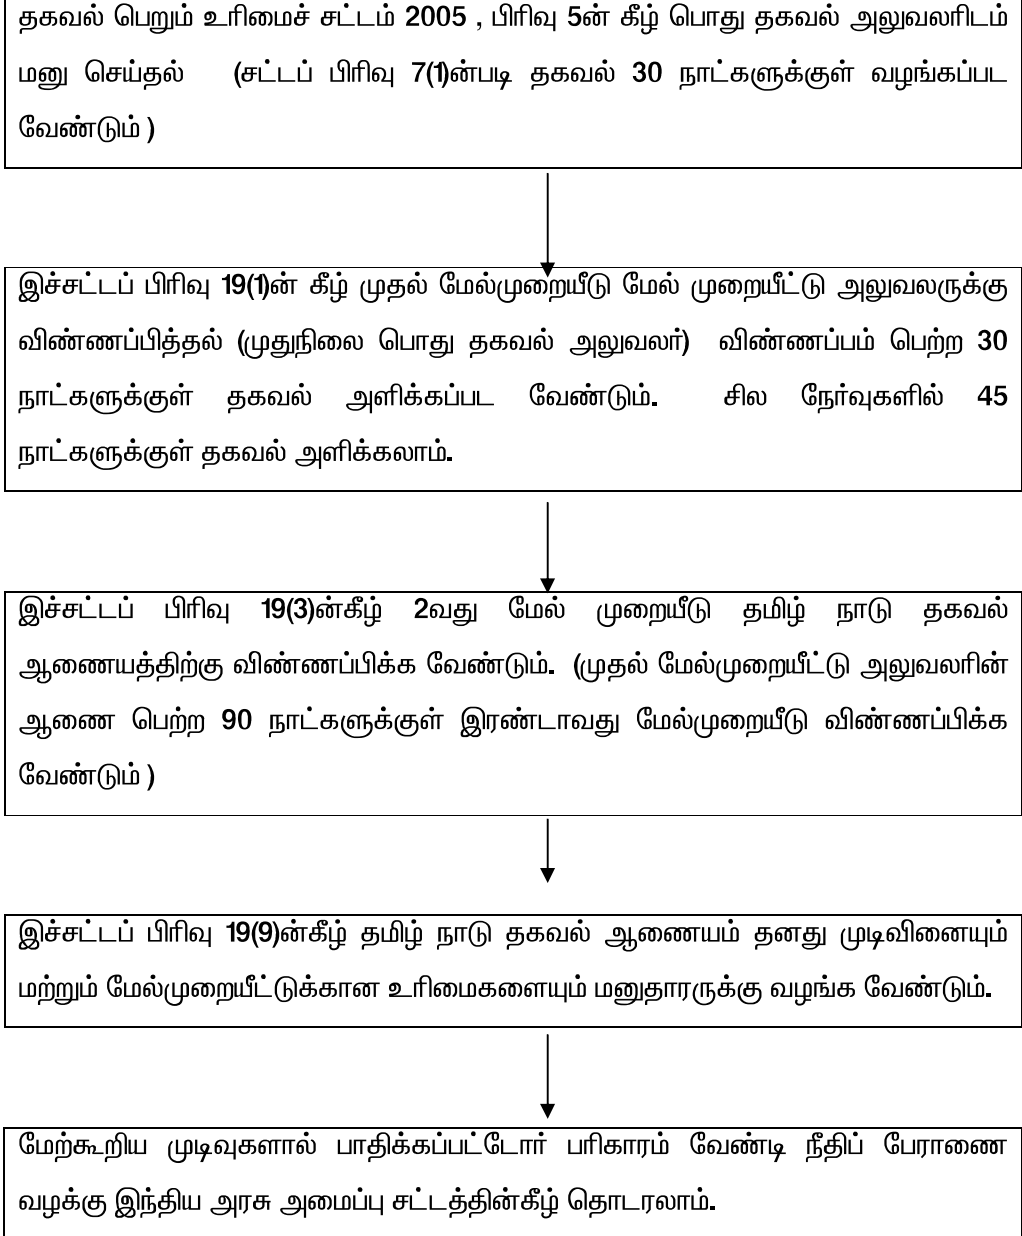 தகவல் பெறும் உரிமைச் சட்டம் 2005 , பிரிவு 5ன் கீழ் பொது தகவல் அலுவலரிடம்
மனு செய்தல் (சட்டப் பிரிவு 7(1)ன்படி தகவல் 30 நாட்களுக்குள் வழங்கப்பட
வேண்டும் )
இச்சட்டப் பிரிவு 19(1)ன் கீழ் முதல் மேல்முறையீடு மேல் முறையீட்டு அலுவலருக்கு
விண்ணப்பித்தல் (முதுநிலை பொது தகவல் அலுவலர்) விண்ணப்பம் பெற்ற 30
நாட்களுக்குள் தகவல் அளிக்கப்பட வேண்டும். சில நேர்வுகளில் 45
நாட்களுக்குள் தகவல் அளிக்கலாம்.
இச்சட்டப் பிரிவு 19(3)ன்கீழ் 2வது மேல் முறையீடு தமிழ் நாடு தகவல்
ஆணையத்திற்கு விண்ணப்பிக்க வேண்டும். (முதல் மேல்முறையீட்டு அலுவலரின்
ஆணை பெற்ற 90 நாட்களுக்குள் இரண்டாவது மேல்முறையீடு விண்ணப்பிக்க
வேண்டும் )
இச்சட்டப் பிரிவு 19(9)ன்கீழ் தமிழ் நாடு தகவல் ஆணையம் தனது முடிவினையும்
மற்றும் மேல்முறையீட்டுக்கான உரிமைகளையும் மனுதாரருக்கு வழங்க வேண்டும்.
மேற்கூறிய முடிவுகளால் பாதிக்கப்பட்டோர் பரிகாரம் வேண்டி நீதிப் பேராணை
வழக்கு இந்திய அரசு அமைப்பு சட்டத்தின்கீழ் தொடரலாம்.